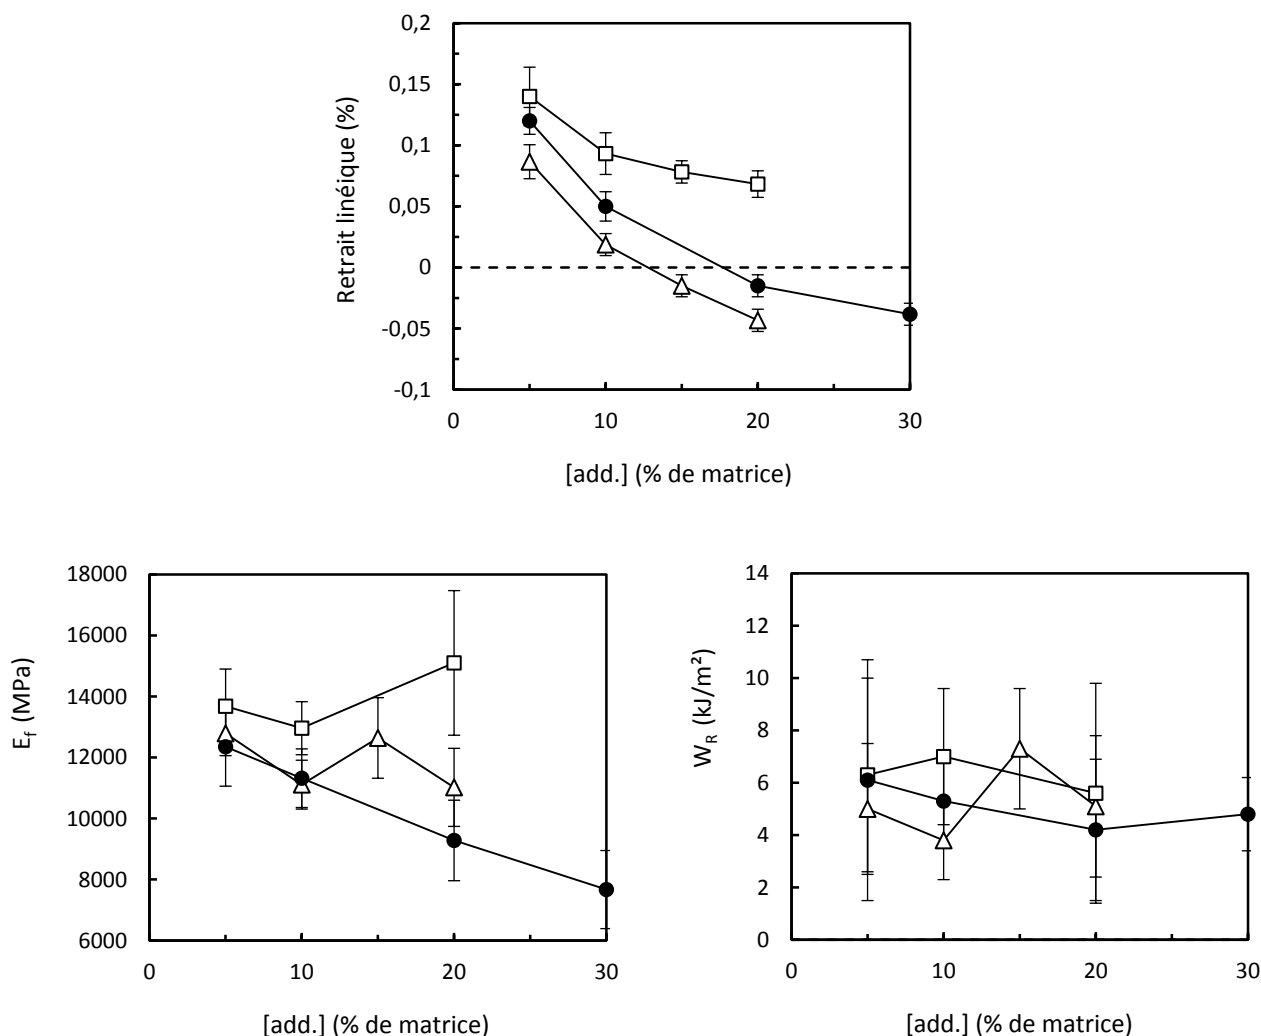 0,2
0,15
0,1
0,05
0
-0,05
-0,1
Retrait linéique (%)
0 10 20 30
[add.] (% de matrice)
18000
16000
14000
12000
10000
8000
6000
E_f (MPa)
0 10 20 30
[add.] (% de matrice)
14
12
10
8
6
4
2
0
W_R (kJ/m²)
0 10 20 30
[add.] (% de matrice)